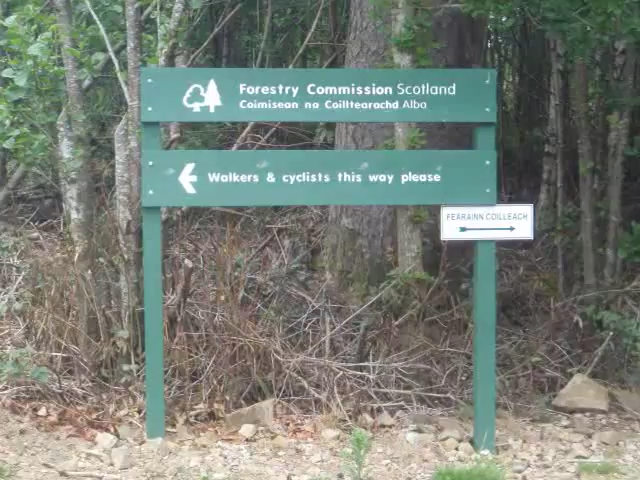 Forestry Commission Scotland
Coimisean na Coilltearachd Alba
Walkers & cyclists this way please
FEARAINN COILLEACH